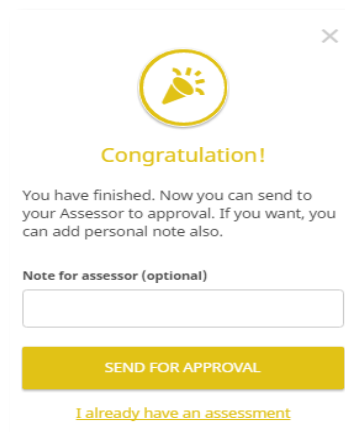 Congratulation!
You have finished. Now you can send to
your Assessor to approval. If you want, you
can add personal note also.
Note for assessor (optional)
SEND FOR APPROVAL
I already have an assessment